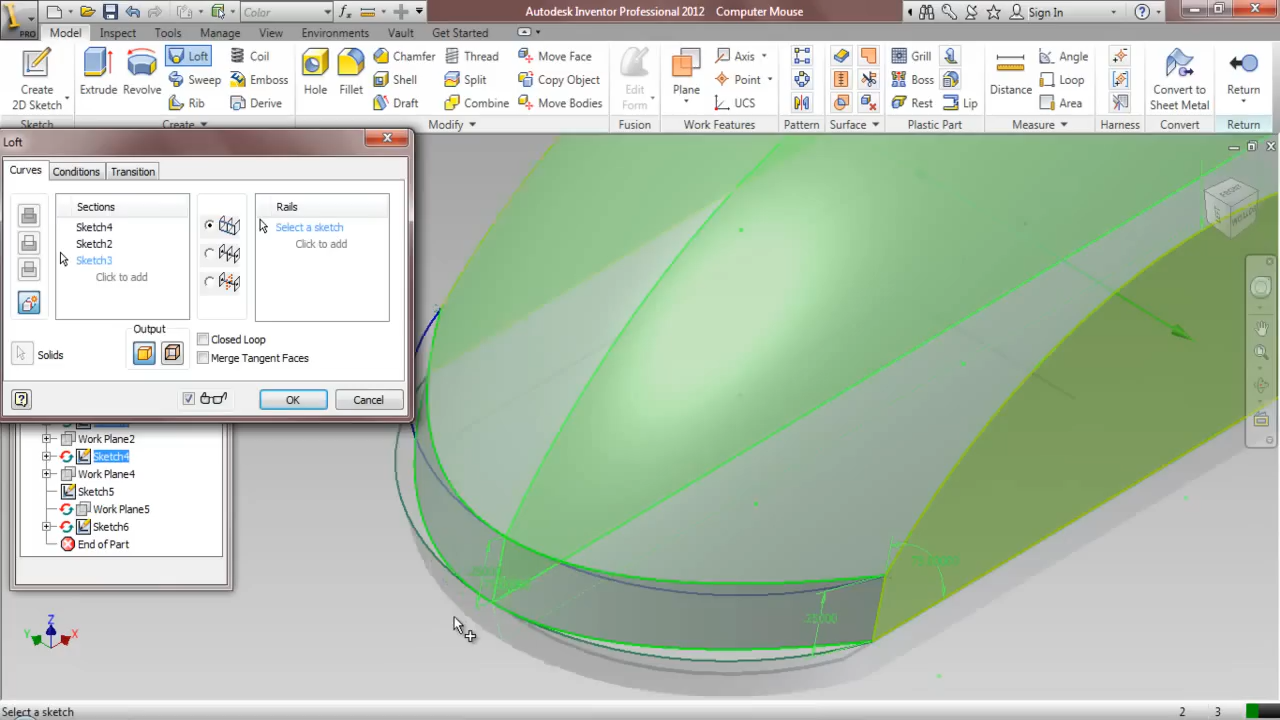 PRO
Color
Autodesk Inventor Professional 2012 Computer Mouse
Sign In
Model Inspect Tools Manage View Environments Vault Get Started
Create
2D Sketch
Sketch
Extrude
Revolve
Loft
Sweep
Rib
Coil
Emboss
Derive
Create
Hole
Fillet
Chamfer
Shell
Draft
Thread
Split
Combine
Move Face
Copy Object
Move Bodies
Modify
Edit
Form
Fusion
Plane
Axis
Point
UCS
Work Features
Pattern
Surface
Grill
Boss
Rest
Lip
Plastic Part
Distance
Angle
Loop
Area
Measure
Harness
Convert to
Sheet Metal
Convert
Return
Return
Loft
Curves Conditions Transition
Sections
Sketch4
Sketch2
Sketch3
Click to add
Rails
Select a sketch
Click to add
Solids
Output
Closed Loop
Merge Tangent Faces
OK
Cancel
Work Plane2
Sketch4
Work Plane4
Sketch5
Work Plane5
Sketch6
End of Part
Z
Y
X
Select a sketch
2 3